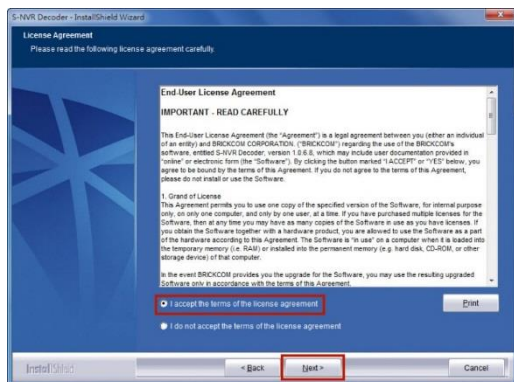 S-NVR Decoder - InstallShield Wizard
License Agreement
Please read the following license agreement carefully.
End-User License Agreement
IMPORTANT - READ CAREFULLY
This End-User License Agreement (the "Agreement") is a legal agreement between you (either an individual
of an entity) and BRICKCOM CORPORATION. ("BRICKCOM") regarding the use of the BRICKCOM's
software, entitled S-NVR Decoder, version 1.0.6.8, which may include user documentation provided in
"online" or electronic form (the "Software"). By clicking the button marked "I ACCEPT" or "YES" below, you
agree to be bound by the terms of this Agreement. If you do not agree to the terms of this Agreement,
please do not install or use the Software.
1. Grand of License
This Agreement permits you to use one copy of the specified version of the Software, for internal purpose
only, on only one computer, and only by one user, at a time. If you have purchased multiple licenses for the
Software, then at any time you may have as many copies of the Software in use as you have licenses. If
you obtain the Software together with a hardware product, you are allowed to use the Software as a part
of the hardware according to this Agreement. The Software is "in use" on a computer when it is loaded into
the temporary memory (i.e. RAM) or installed into the permanent memory (e.g. hard disk, CD-ROM, or other
storage device) of that computer.
In the event BRICKCOM provides you the upgrade for the Software, you may use the resulting upgraded
Software only in accordance with the terms of this Agreement.
I accept the terms of the license agreement
Print
I do not accept the terms of the license agreement
InstallShield
< Back
Next >
Cancel